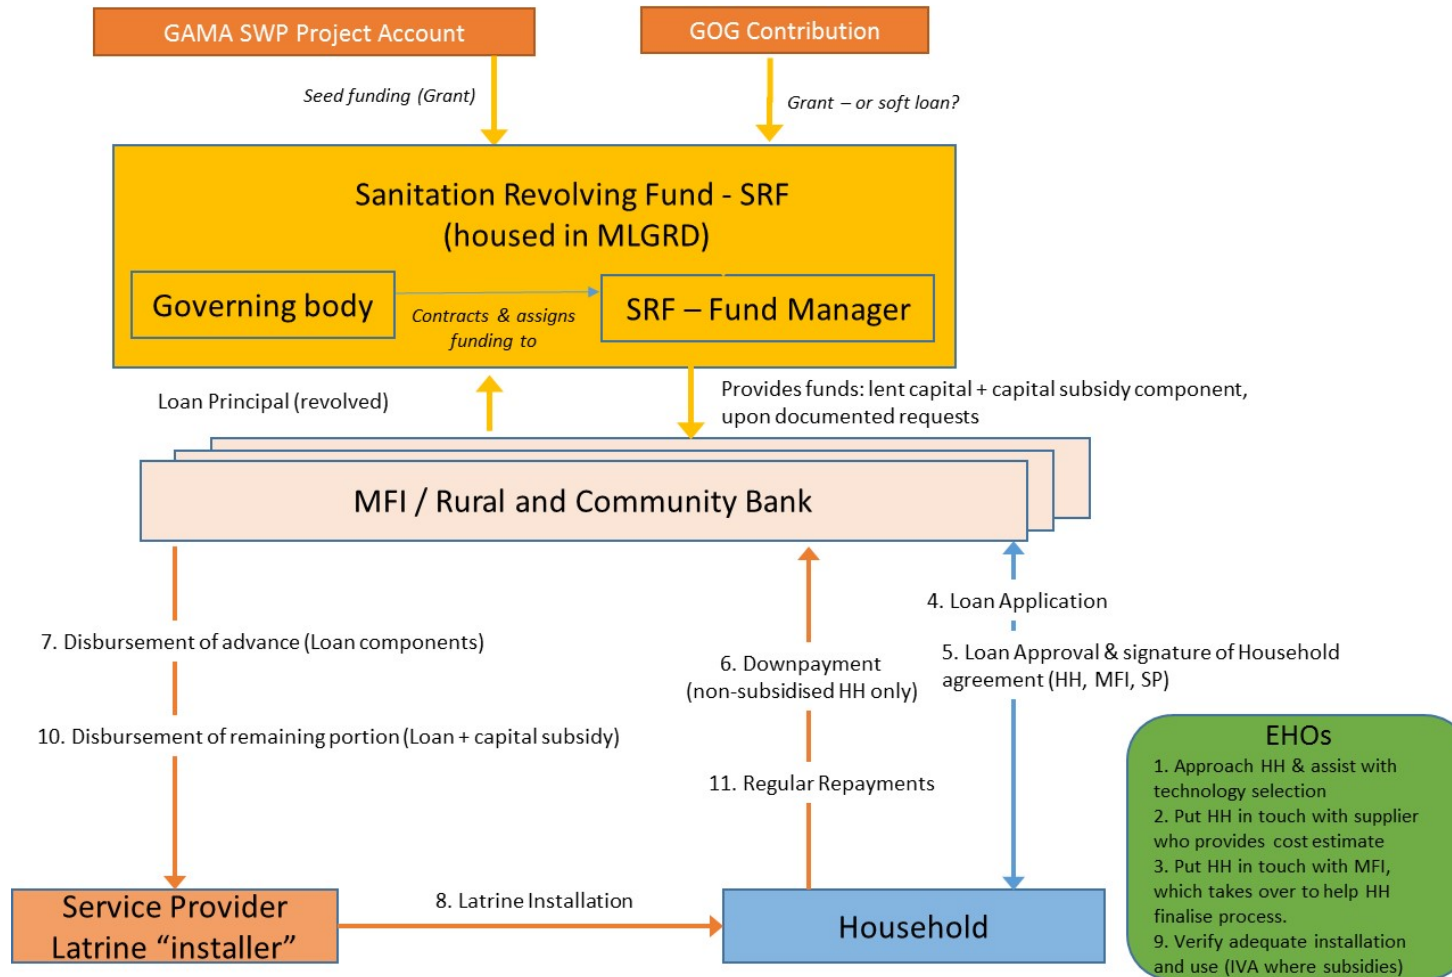 GAMA SWP Project Account
GOG Contribution
Seed funding (Grant)
Grant – or soft loan?
Sanitation Revolving Fund - SRF
(housed in MLGRD)
Governing body
Contracts & assigns
funding to
SRF – Fund Manager
Loan Principal (revolved)
Provides funds: lent capital + capital subsidy component,
upon documented requests
MFI / Rural and Community Bank
4. Loan Application
7. Disbursement of advance (Loan components)
6. Downpayment
(non-subsidised HH only)
5. Loan Approval & signature of Household
agreement (HH, MFI, SP)
10. Disbursement of remaining portion (Loan + capital subsidy)
11. Regular Repayments
EHOs
1. Approach HH & assist with
technology selection
2. Put HH in touch with supplier
who provides cost estimate
3. Put HH in touch with MFI,
which takes over to help HH
finalise process.
9. Verify adequate installation
and use (IVA where subsidies)
Service Provider
Latrine “installer”
8. Latrine Installation
Household